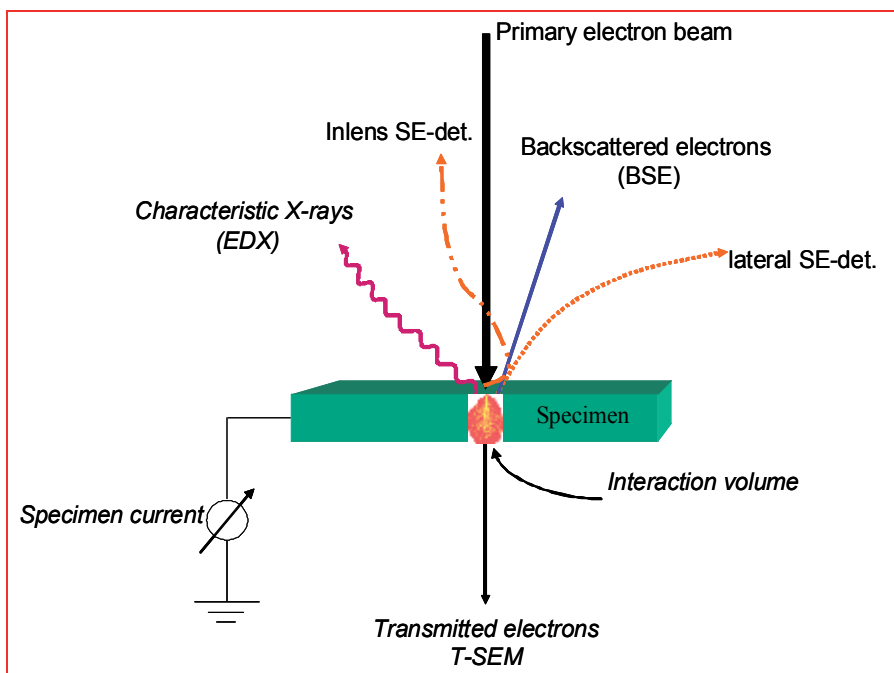 Primary electron beam
Inlens SE-det.
Backscattered electrons
(BSE)
Characteristic X-rays
(EDX)
lateral SE-det.
Specimen
Interaction volume
Specimen current
Transmitted electrons
T-SEM